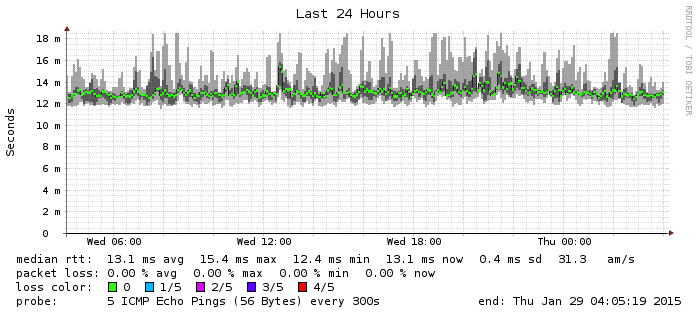 Last 24 Hours
RRDTOOL / TOBI OETIKER
Seconds
18 m
16 m
14 m
12 m
10 m
8 m
6 m
4 m
2 m
0
Wed 06:00 Wed 12:00 Wed 18:00 Thu 00:00
median rtt: 13.1 ms avg 15.4 ms max 12.4 ms min 13.1 ms now 0.4 ms sd 31.3 am/s
packet loss: 0.00 % avg 0.00 % max 0.00 % min 0.00 % now
loss color: 0 1/5 2/5 3/5 4/5
probe: 5 ICMP Echo Pings (56 Bytes) every 300s end: Thu Jan 29 04:05:19 2015